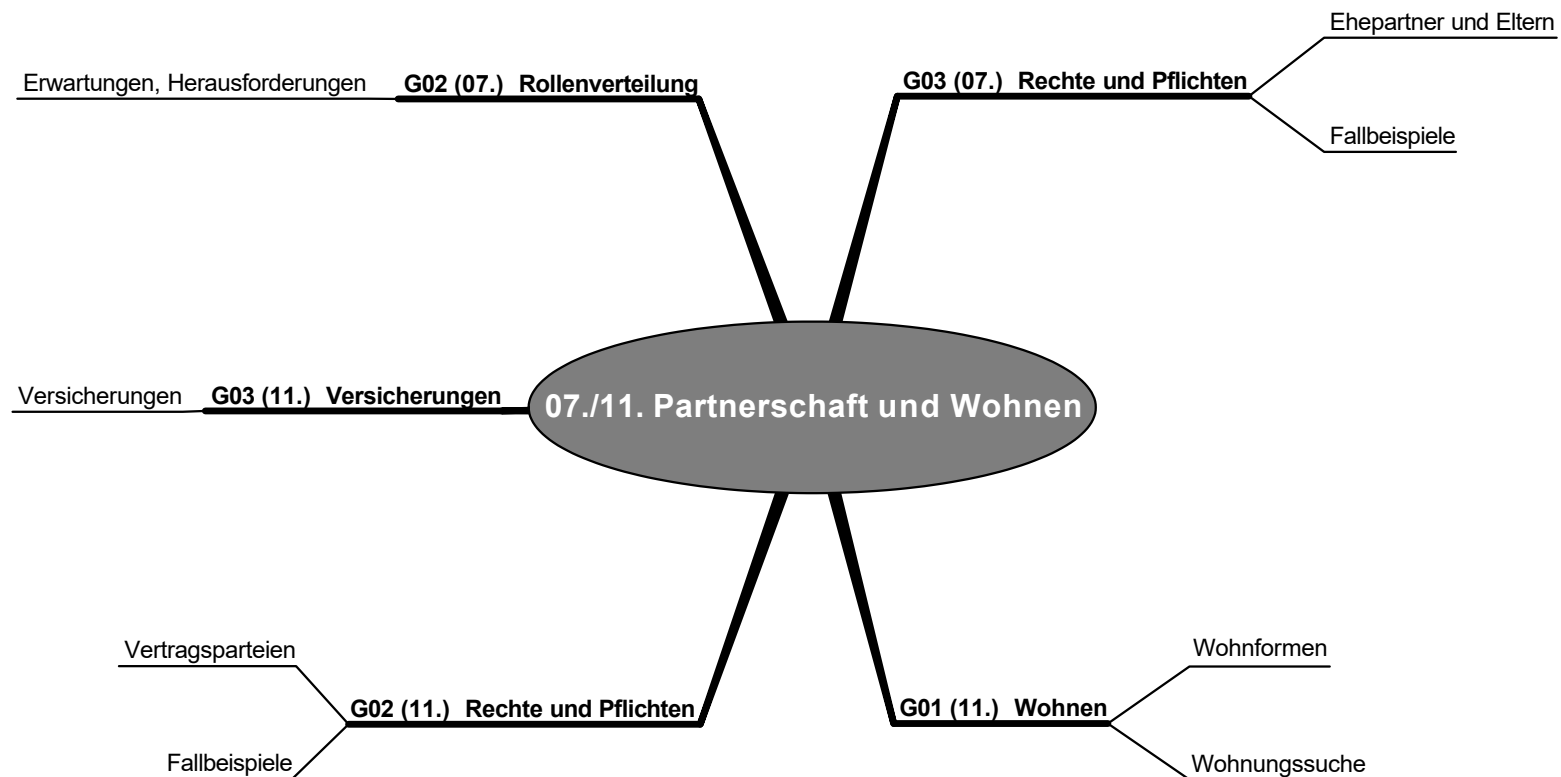 Ehepartner und Eltern
Erwartungen, Herausforderungen
G02 (07.) Rollenverteilung
G03 (07.) Rechte und Pflichten
Fallbeispiele
Versicherungen
G03 (11.) Versicherungen
07./11. Partnerschaft und Wohnen
Vertragsparteien
G02 (11.) Rechte und Pflichten
Fallbeispiele
Wohnformen
G01 (11.) Wohnen
Wohnungssuche